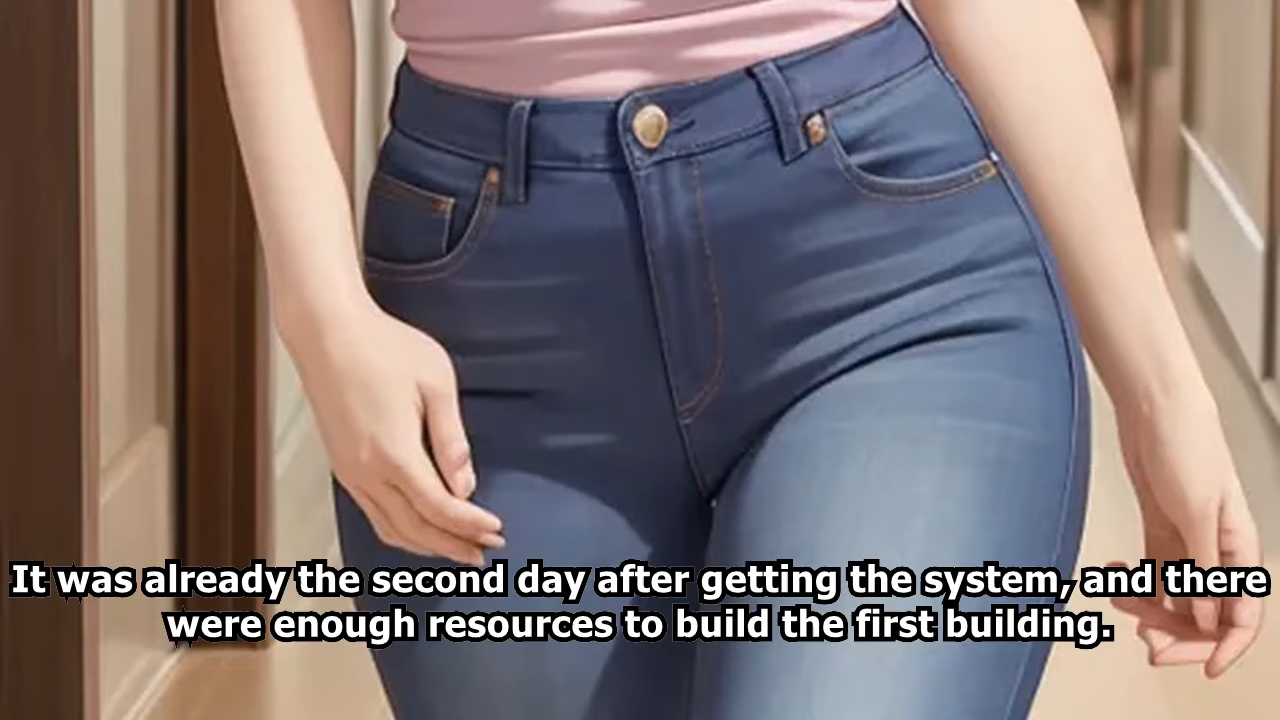 It was already the second day after getting the system, and there
were enough resources to build the first building.